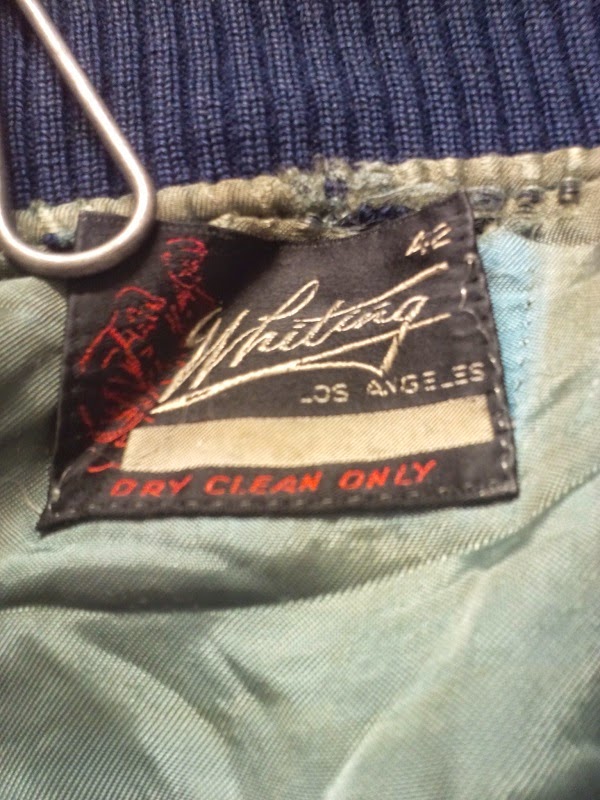 42
Whiting
LOS ANGELES
DRY CLEAN ONLY